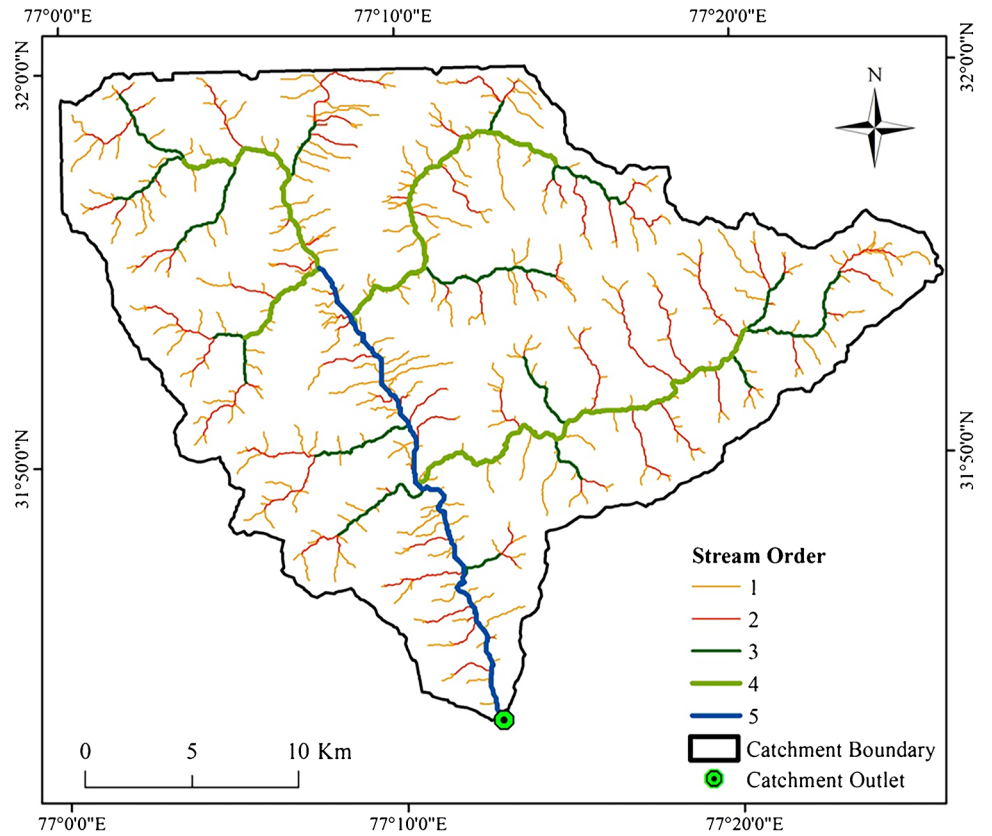 77°0'0"E 77°10'0"E 77°20'0"E
32°0'0"N
32°0'0"N
N
31°50'0"N
31°50'0"N
Stream Order
1
2
3
4
5
Catchment Boundary
Catchment Outlet
0 5 10 Km
77°0'0"E 77°10'0"E 77°20'0"E